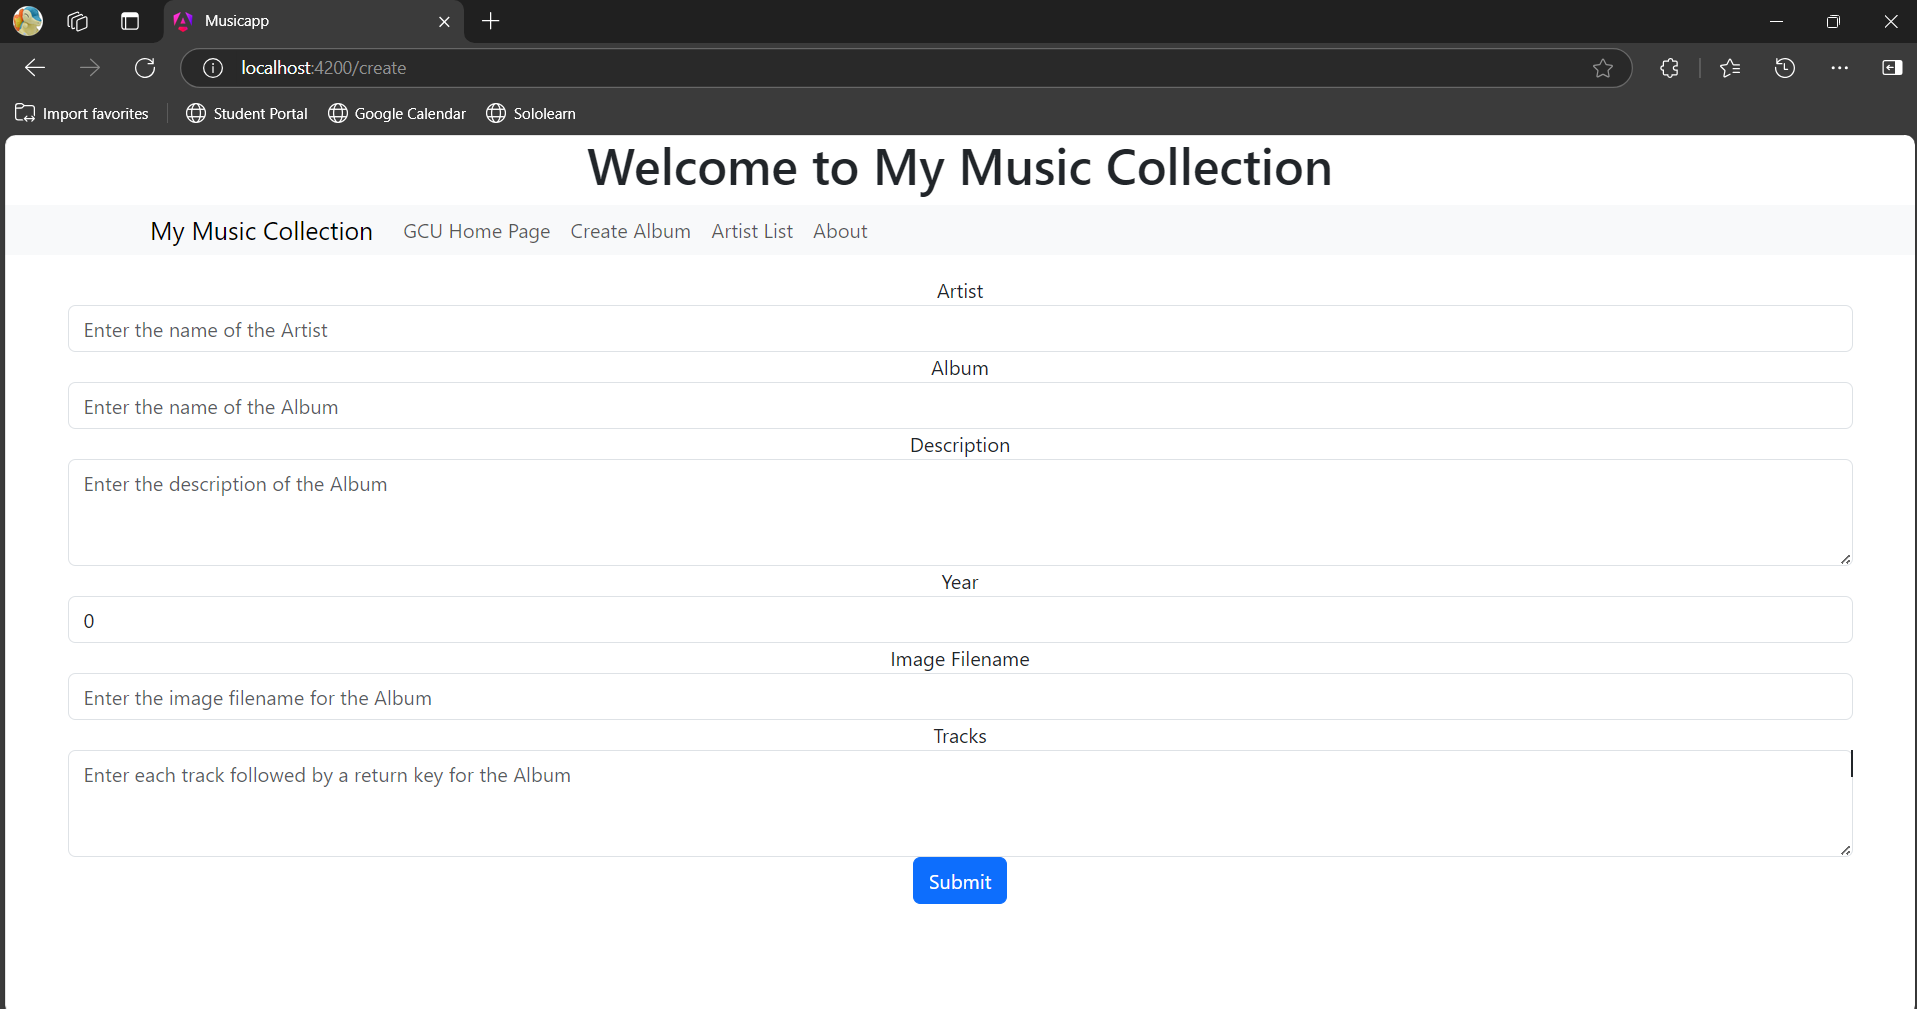 Musicapp
localhost:4200/create
Import favorites Student Portal Google Calendar Sololearn
Welcome to My Music Collection
My Music Collection GCU Home Page Create Album Artist List About
Artist
Enter the name of the Artist
Album
Enter the name of the Album
Description
Enter the description of the Album
Year
0
Image Filename
Enter the image filename for the Album
Tracks
Enter each track followed by a return key for the Album
Submit